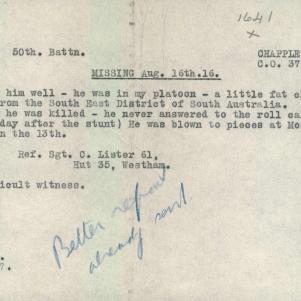 1641
x
50th. Battn.
CHAPPLE
C.O. 37
MISSING Aug. 16th.16.
him well - he was in my platoon - a little fat c
rom the South East District of South Australia.
he was killed - he never answered to the roll ca
day after the stunt) He was blown to pieces at Mo
n the 13th.
Ref. Sgt. C. Lister 61,
Hut 35, Westham.
icult witness.
Better report
already sent.